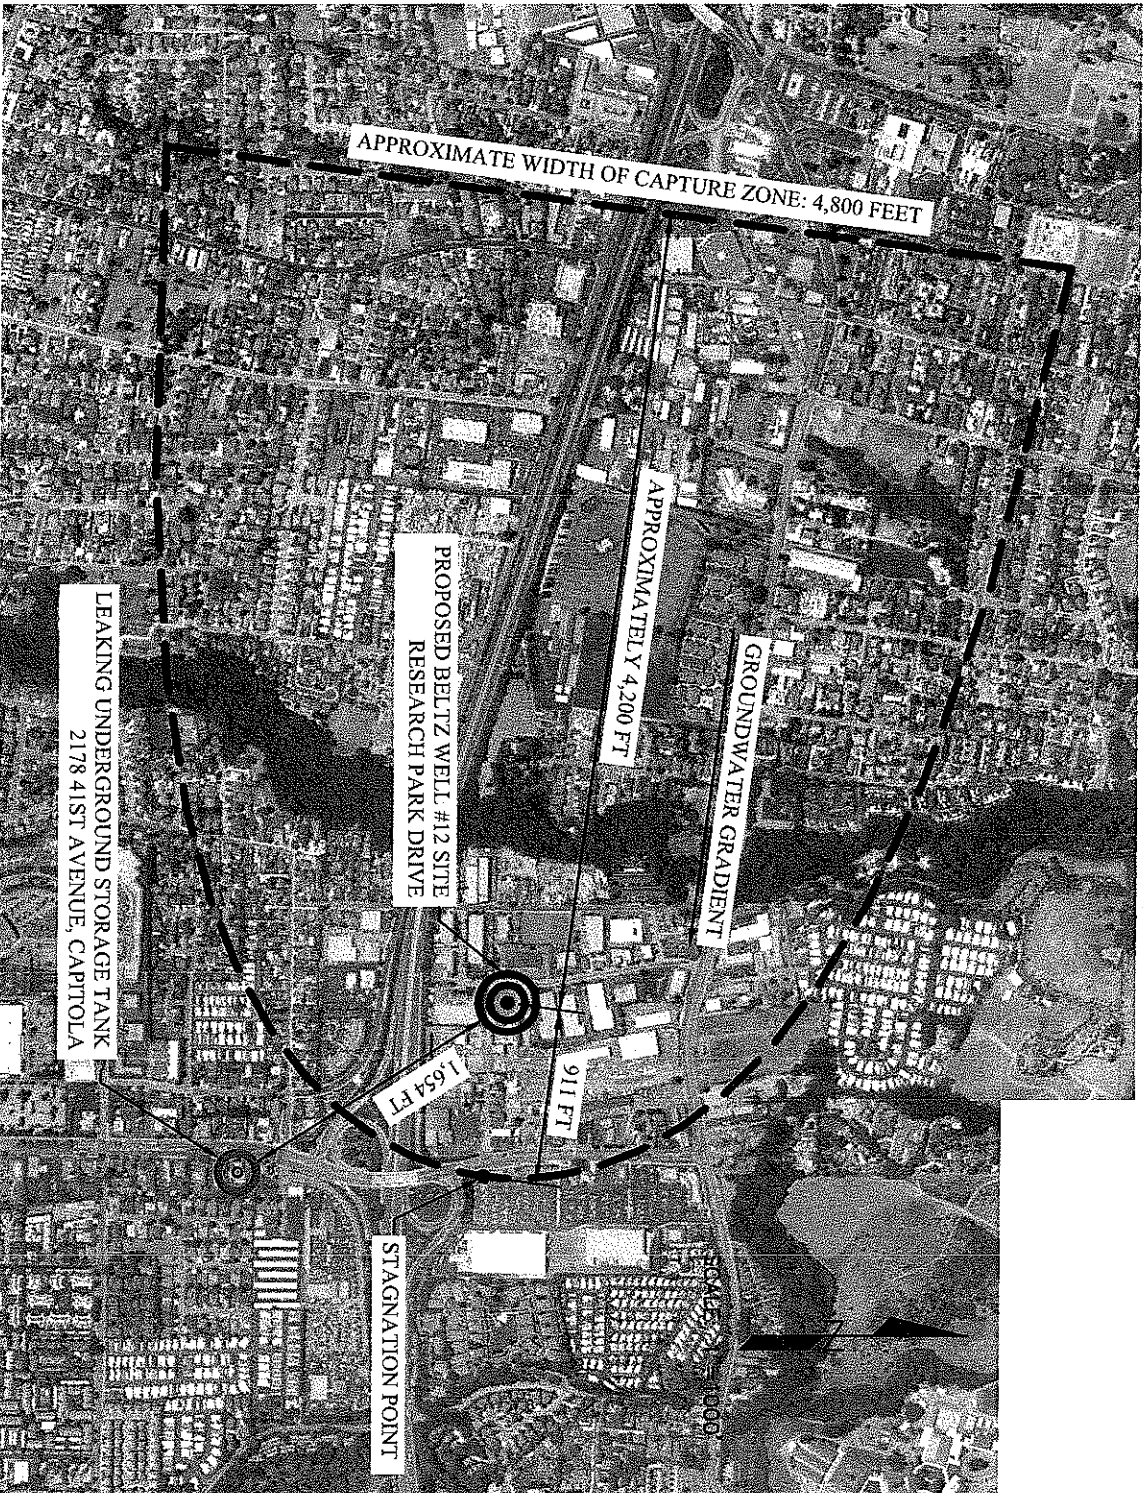 APPROXIMATE WIDTH OF CAPTURE ZONE: 4,800 FEET
APPROXIMATELY 4,200 FT
GROUNDWATER GRADIENT
PROPOSED BELTZ WELL #12 SITE
RESEARCH PARK DRIVE
LEAKING UNDERGROUND STORAGE TANK
2178 41ST AVENUE, CAPITOLA
1,654 FT
911 FT
STAGNATION POINT